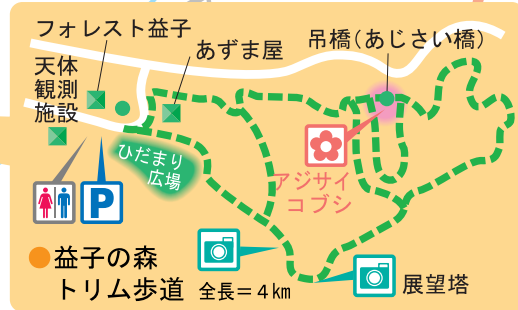 フォレスト益子
あずま屋
吊橋(あじさい橋)
天体
観測
施設
ひだまり
広場
アジサイ
コブシ
P
益子の森
トリム歩道 全長=4㎞
展望塔